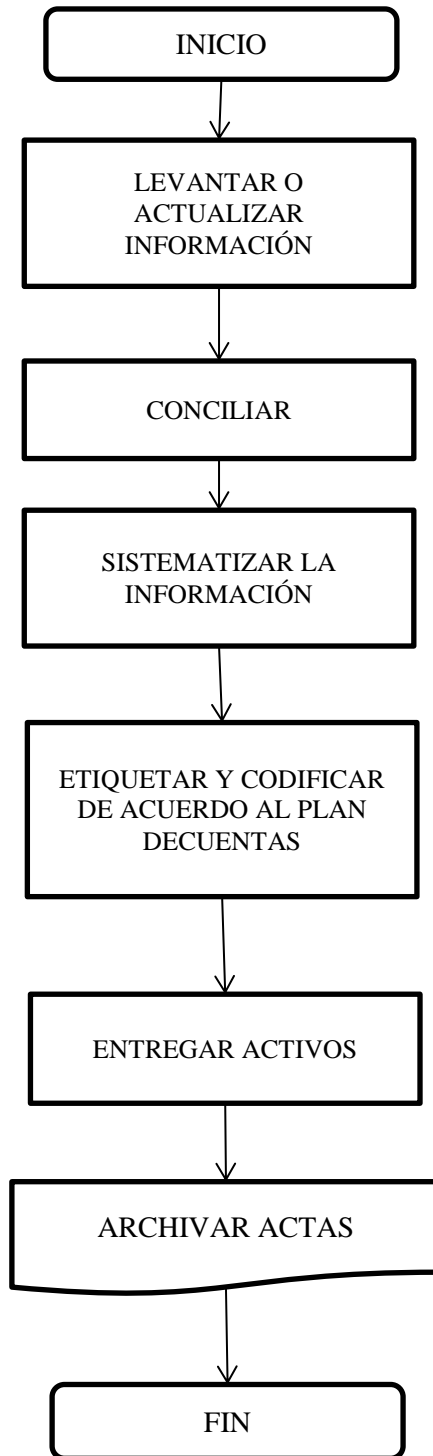 INICIO
LEVANTAR O
ACTUALIZAR
INFORMACIÓN
CONCILIAR
SISTEMATIZAR LA
INFORMACIÓN
ETIQUETAR Y CODIFICAR
DE ACUERDO AL PLAN
DECUENTAS
ENTREGAR ACTIVOS
ARCHIVAR ACTAS
FIN